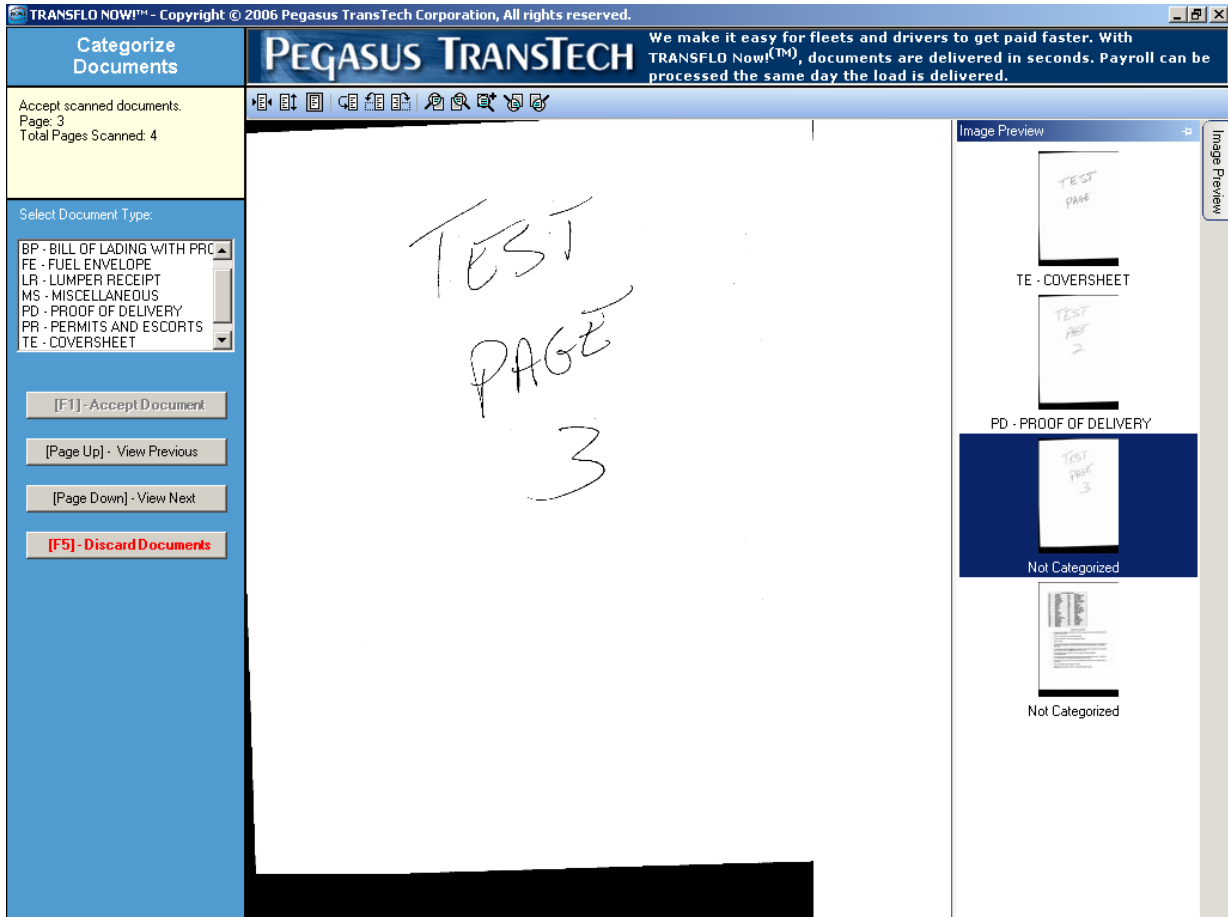 TRANSFLO NOW!™ - Copyright © 2006 Pegasus TransTech Corporation, All rights reserved.
Categorize
Documents
PEGASUS TRANSTECH
We make it easy for fleets and drivers to get paid faster. With
TRANSFLO Now!(TM), documents are delivered in seconds. Payroll can be
processed the same day the load is delivered.
Accept scanned documents.
Page: 3
Total Pages Scanned: 4
Select Document Type:
BP - BILL OF LADING WITH PRO
FE - FUEL ENVELOPE
LR - LUMPER RECEIPT
MS - MISCELLANEOUS
PD - PROOF OF DELIVERY
PR - PERMITS AND ESCORTS
TE - COVERSHEET
[F1] - Accept Document
[Page Up] - View Previous
[Page Down] - View Next
[F5] - Discard Documents
TEST
PAGE
3
Image Preview
Image Preview
TEST
PAGE
TE - COVERSHEET
TEST
PAGE
2
PD - PROOF OF DELIVERY
TEST
PAGE
3
Not Categorized
Not Categorized